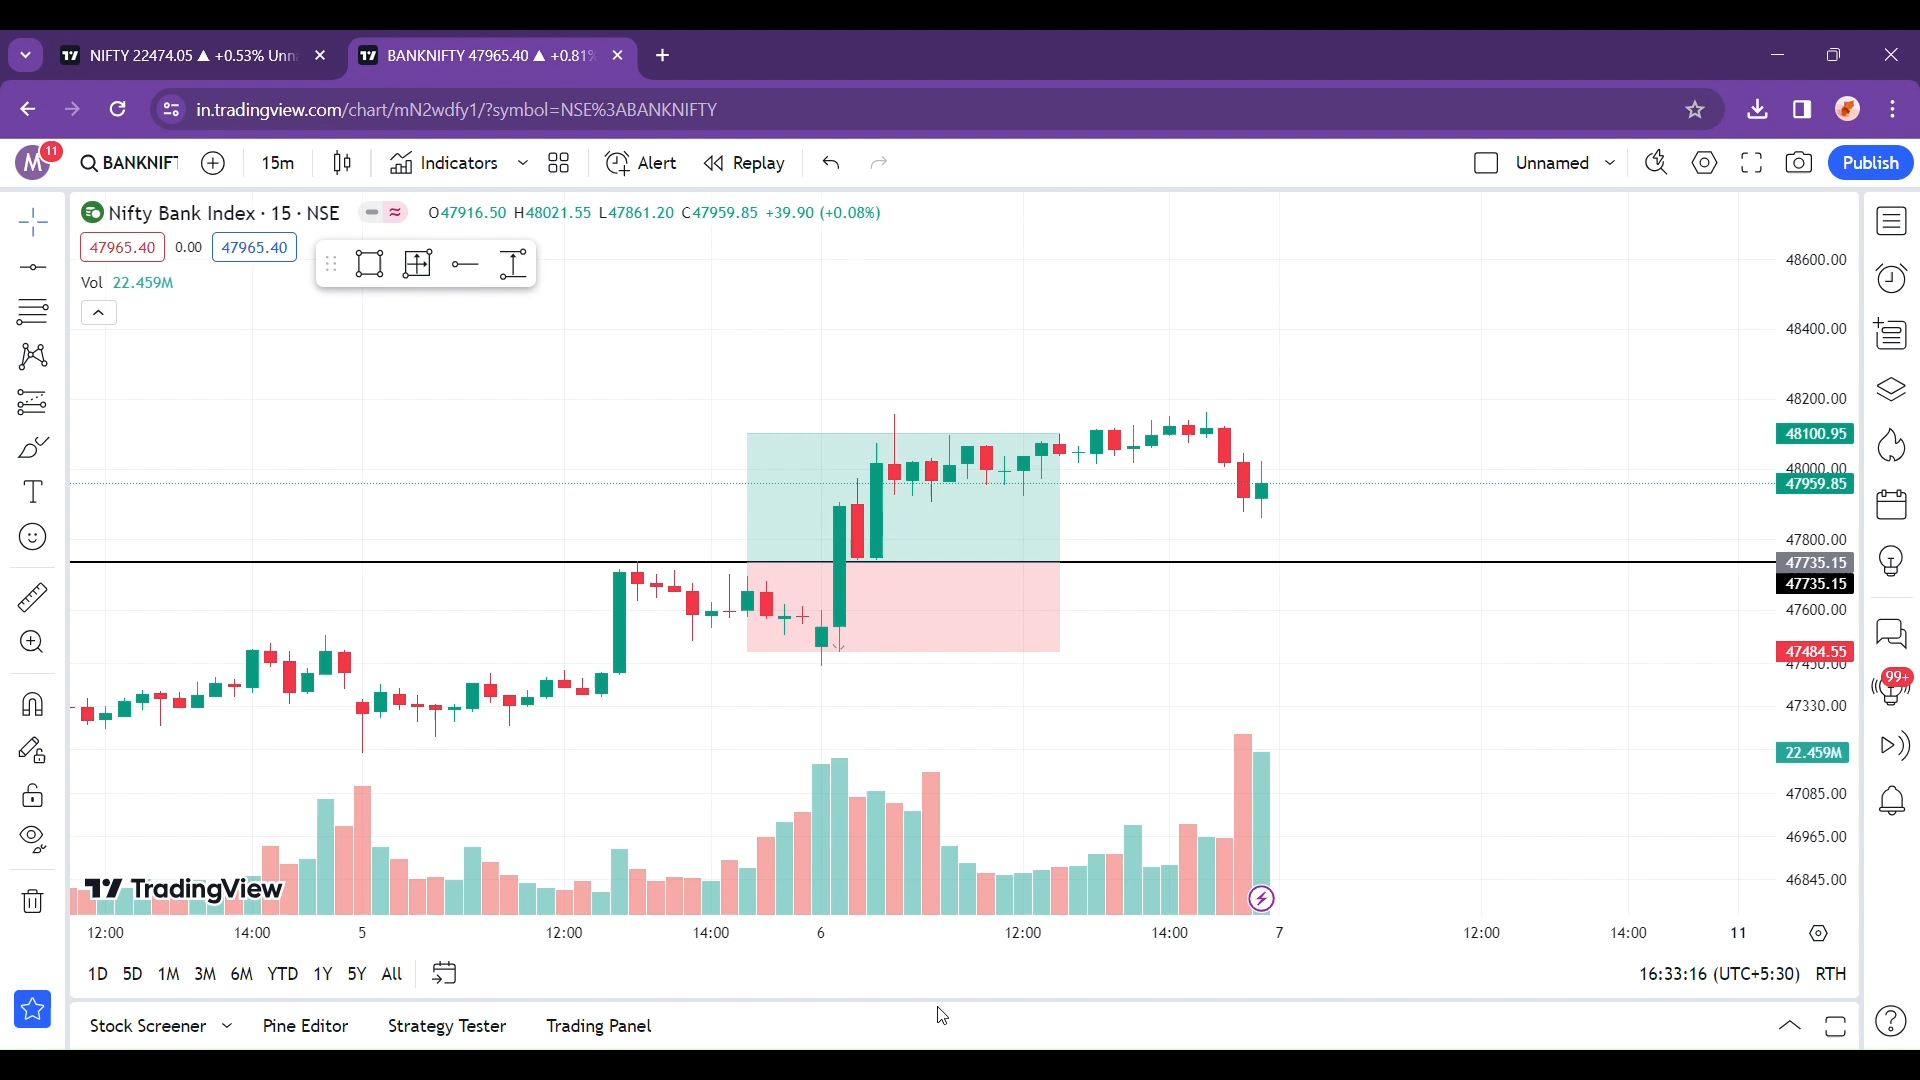 NIFTY 22474.05 ▲ +0.53% Unn
BANKNIFTY 47965.40 ▲ +0.81%
in.tradingview.com/chart/mN2wdfy1/?symbol=NSE%3ABANKNIFTY
M 11 BANKNIF 15m Indicators Alert Replay Unnamed Publish
Nifty Bank Index · 15 · NSE O47916.50 H48021.55 L47861.20 C47959.85 +39.90 (+0.08%)
47965.40 0.00 47965.40
Vol 22.459M
48600.00
48400.00
48200.00
48100.95
48000.00
47959.85
47800.00
47735.15
47735.15
47600.00
47484.55
47450.00
99+
47330.00
22.459M
47085.00
46965.00
46845.00
TradingView
12:00 14:00 5 12:00 14:00 6 12:00 14:00 7 12:00 14:00 11
1D 5D 1M 3M 6M YTD 1Y 5Y All 16:33:16 (UTC+5:30) RTH
Stock Screener Pine Editor Strategy Tester Trading Panel